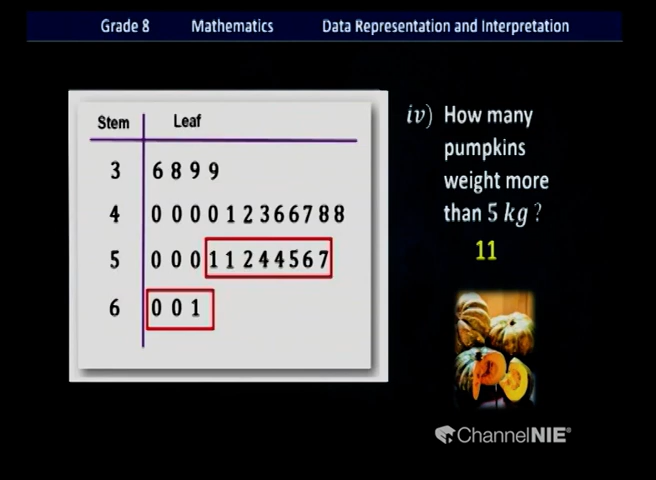 Grade 8 Mathematics Data Representation and Interpretation
Stem Leaf
3 6 8 9 9
4 0 0 0 0 1 2 3 6 6 7 8 8
5 0 0 0 1 1 2 4 4 5 6 7
6 0 0 1
iv) How many
pumpkins
weight more
than 5 kg ?
11
ChannelNIE